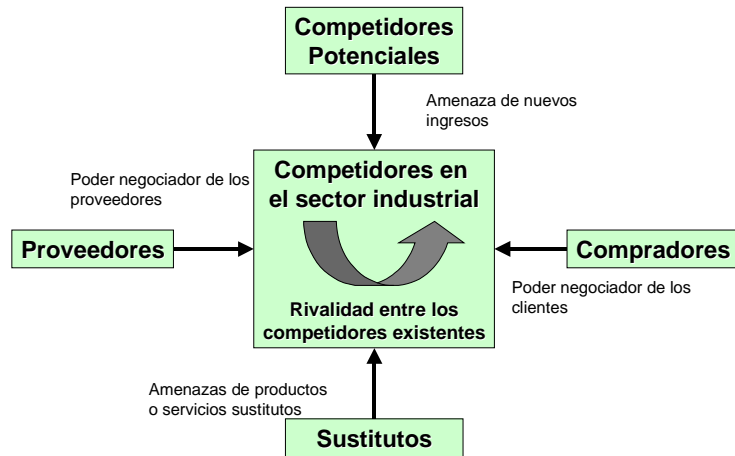 Competidores
Potenciales
Amenaza de nuevos
ingresos
Competidores en
el sector industrial
Poder negociador de los
proveedores
Proveedores
Compradores
Poder negociador de los
clientes
Rivalidad entre los
competidores existentes
Amenazas de productos
o servicios sustitutos
Sustitutos